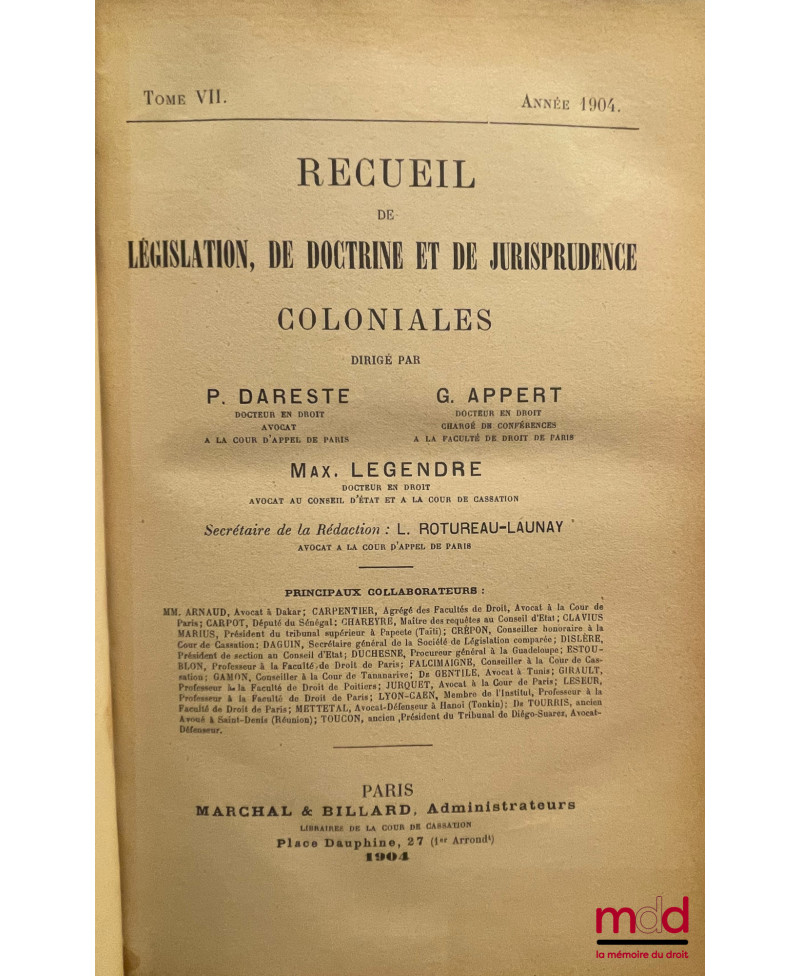 TOME VII.
ANNÉE 1904.
RECUEIL
DE
LÉGISLATION, DE DOCTRINE ET DE JURISPRUDENCE
COLONIALES
DIRIGÉ PAR
P. DARESTE
DOCTEUR EN DROIT
AVOCAT
A LA COUR D'APPEL DE PARIS
G. APPERT
DOCTEUR EN DROIT
CHARGÉ DE CONFÉRENCES
A LA FACULTÉ DE DROIT DE PARIS
MAX. LEGENDRE
DOCTEUR EN DROIT
AVOCAT AU CONSEIL D'ÉTAT ET A LA COUR DE CASSATION
Secrétaire de la Rédaction : L. ROTUREAU-LAUNAY
AVOCAT A LA COUR D'APPEL DE PARIS
PRINCIPAUX COLLABORATEURS :
MM. ARNAUD, Avocat à Dakar; CARPENTIER, Agrégé des Facultés de Droit, Avocat à la Cour de
Paris; CARPOT, Député du Sénégal; CHAREYRE, Maître des requêtes au Conseil d'Etat; CLAVIUS
MARIUS, Président du tribunal supérieur à Papeete (Taïti); CRÉPON, Conseiller honoraire à la
Cour de Cassation; DAGUIN, Secrétaire général de la Société de Législation comparée; DISLÈRE,
Président de section au Conseil d'Etat; DUCHESNE, Procureur général à la Guadeloupe; ESTOU-
BLON, Professeur à la Faculté de Droit de Paris; FALCIMAIGNE, Conseiller à la Cour de Cas-
sation; GAMON, Conseiller à la Cour de Tananarive; DE GENTILE, Avocat à Tunis; GIRAULT,
Professeur à la Faculté de Droit de Poitiers; JURQUET, Avocat à la Cour de Paris; LESEUR,
Professeur à la Faculté de Droit de Paris; LYON-CAEN, Membre de l'Institut, Professeur à la
Faculté de Droit de Paris; METTETAL, Avocat-Défenseur à Hanoï (Tonkin); DE TOURRIS, ancien
Avoué à Saint-Denis (Réunion); TOUCON, ancien Président du Tribunal de Diégo-Suarez, Avocat-
Défenseur.
PARIS
MARCHAL & BILLARD, Administrateurs
LIBRAIRES DE LA COUR DE CASSATION
Place Dauphine, 27 (1er Arrondt)
1904
mdd
la mémoire du droit